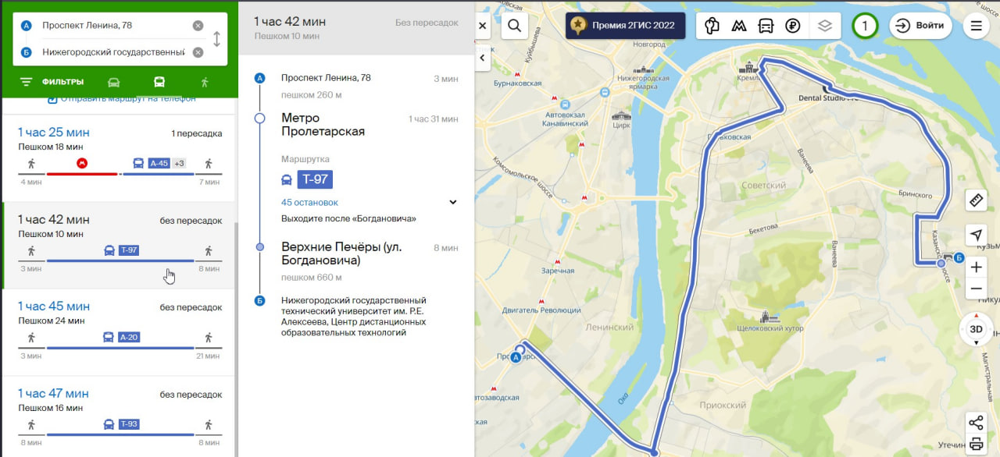 А
Проспект Ленина, 78
Б
Нижегородский государственный
ФИЛЬТРЫ
Отправить маршрут на телефон
1 час 25 мин
1 пересадка
Пешком 18 мин
А-45 +3
4 мин
7 мин
1 час 42 мин
без пересадок
Пешком 10 мин
Т-97
3 мин
8 мин
1 час 45 мин
без пересадок
Пешком 24 мин
А-20
3 мин
21 мин
1 час 47 мин
без пересадок
Пешком 16 мин
Т-93
8 мин
8 мин
1 час 42 мин
Без пересадок
Пешком 10 мин
А
Проспект Ленина, 78
3 мин
пешком 260 м
Метро
Пролетарская
1 час 31 мин
Маршрутка
Т-97
45 остановок
Выходите после «Богдановича»
Верхние Печёры (ул.
Богдановича)
8 мин
пешком 660 м
Б
Нижегородский государственный
технический университет им. Р.Е.
Алексеева, Центр дистанционных
образовательных технологий
Премия 2ГИС 2022
1
Войти
Куйбышева
Новгород
Бурнаковская
Нижегородская
ярмарка
Кремль
Dental Studio
Автовокзал
Канавинский
Цирк
Горьковская
Комсомольское шоссе
Ванеева
Советский
Бринского
Бекетова
Ванеева
Казанское шоссе
Б
Заречная
Двигатель Революции
Ленинский
Щелоковский хутор
3D
А
Ока
Приокский
Магистральная